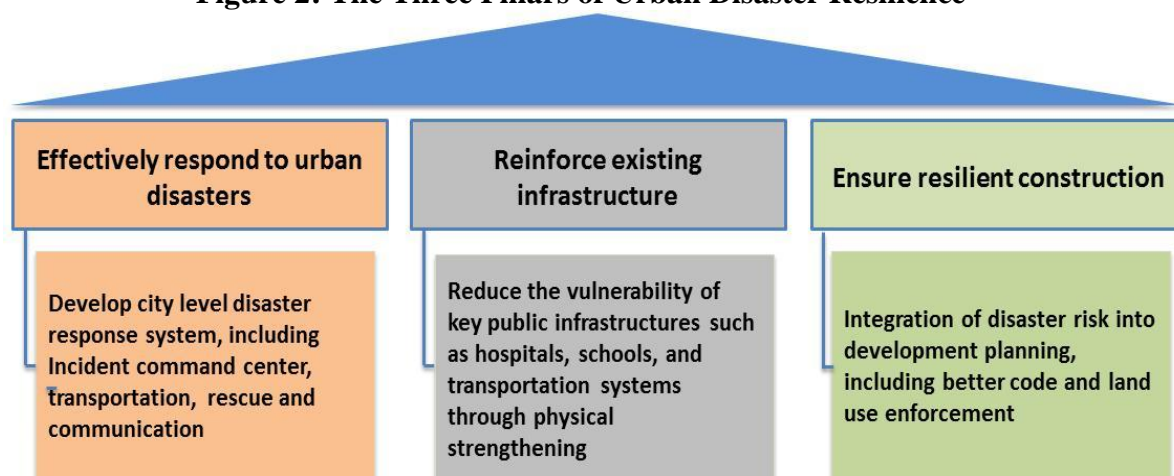 Figure 2: The Three Pillars of Urban Disaster Resilience
Effectively respond to urban
disasters
Develop city level disaster
response system, including
Incident command center,
transportation, rescue and
communication
Reinforce existing
infrastructure
Reduce the vulnerability of
key public infrastructures such
as hospitals, schools, and
transportation systems
through physical
strengthening
Ensure resilient construction
Integration of disaster risk into
development planning,
including better code and land
use enforcement